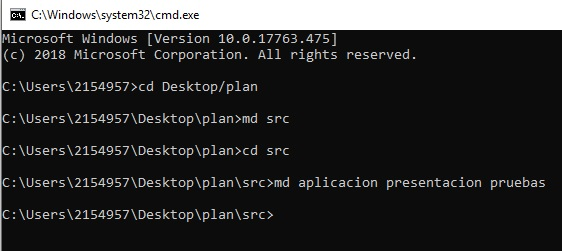 C:\Windows\system32\cmd.exe
Microsoft Windows [Version 10.0.17763.475]
(c) 2018 Microsoft Corporation. All rights reserved.
C:\Users\2154957>cd Desktop/plan
C:\Users\2154957\Desktop\plan>md src
C:\Users\2154957\Desktop\plan>cd src
C:\Users\2154957\Desktop\plan\src>md aplicacion presentacion pruebas
C:\Users\2154957\Desktop\plan\src>